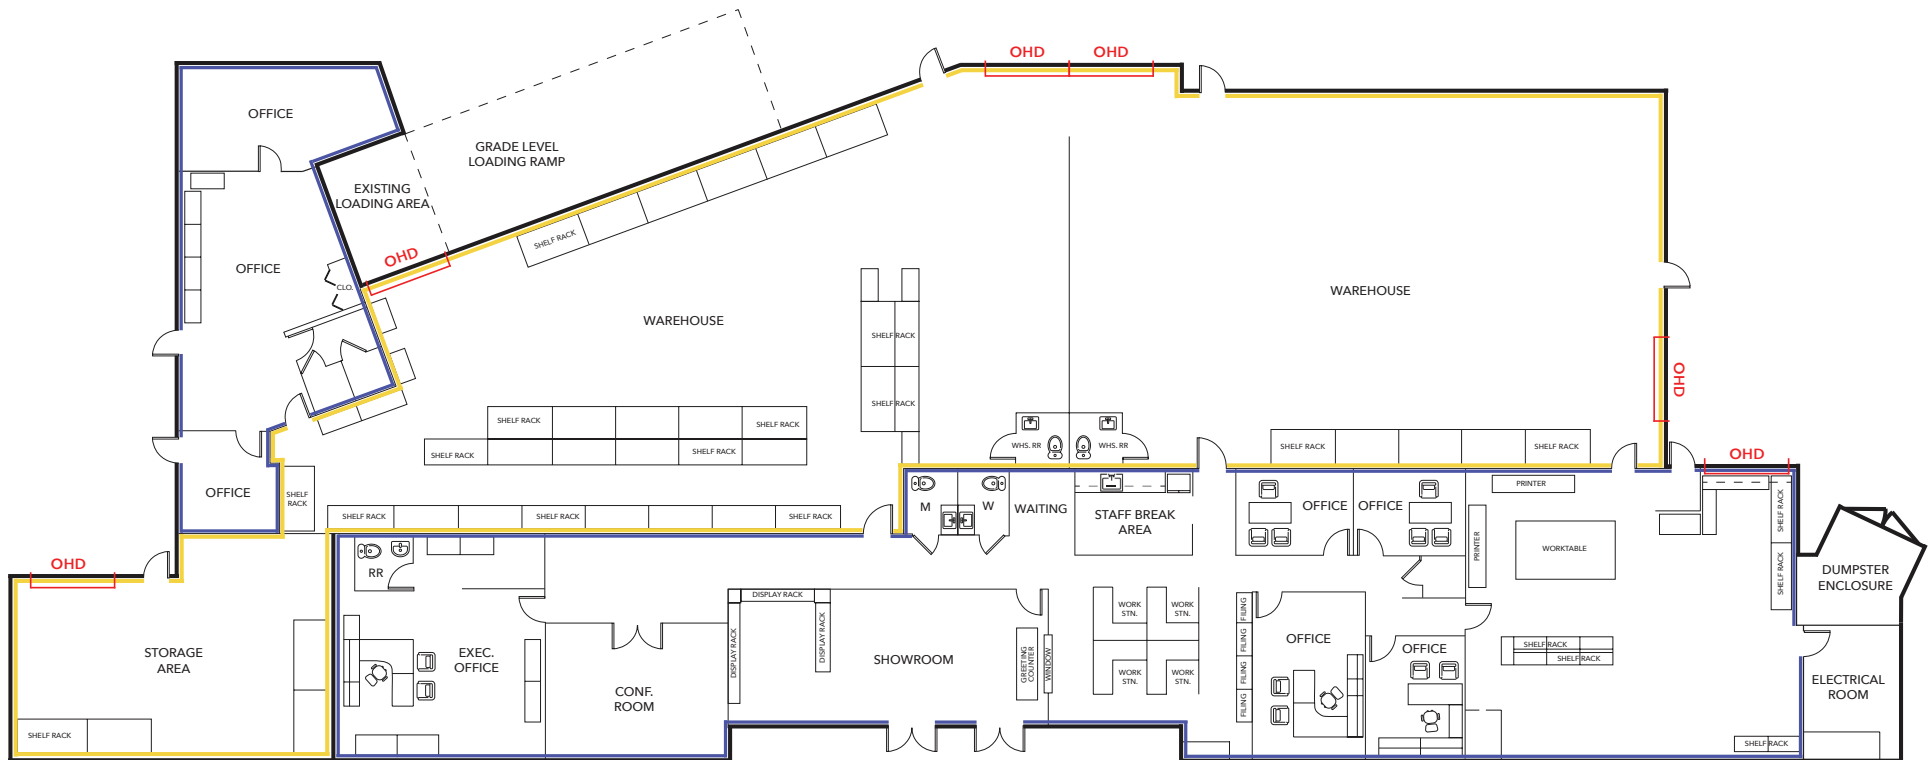 OHD
OHD
OFFICE
GRADE LEVEL
LOADING RAMP
EXISTING
LOADING AREA
SHELF RACK
OHD
OFFICE
CLO.
WAREHOUSE
WAREHOUSE
SHELF RACK
SHELF RACK
OHD
SHELF RACK
SHELF RACK
SHELF RACK
SHELF RACK
WHS. RR
WHS. RR
SHELF RACK
SHELF RACK
OHD
OFFICE
SHELF
RACK
SHELF RACK
SHELF RACK
SHELF RACK
M
W
WAITING
STAFF BREAK
AREA
OFFICE
OFFICE
PRINTER
PRINTER
WORKTABLE
SHELF RACK
SHELF RACK
OHD
RR
DUMPSTER
ENCLOSURE
DISPLAY RACK
DISPLAY RACK
DISPLAY RACK
WORK
STN.
WORK
STN.
WORK
STN.
WORK
STN.
FILING
FILING
FILING
FILING
STORAGE
AREA
EXEC.
OFFICE
CONF.
ROOM
SHOWROOM
GREETING
COUNTER
WINDOW
OFFICE
OFFICE
SHELF RACK
SHELF RACK
ELECTRICAL
ROOM
SHELF RACK
SHELF RACK